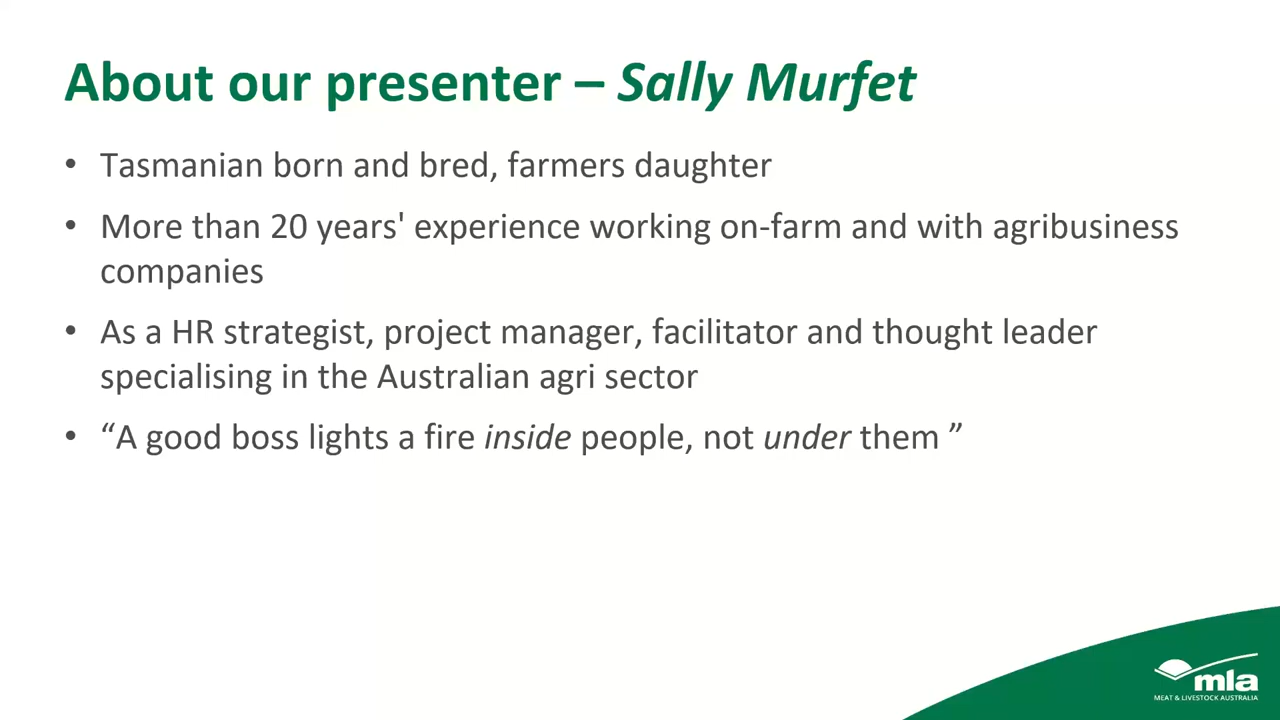 About our presenter – Sally Murfet
• Tasmanian born and bred, farmers daughter
• More than 20 years' experience working on-farm and with agribusiness
companies
• As a HR strategist, project manager, facilitator and thought leader
specialising in the Australian agri sector
• “A good boss lights a fire inside people, not under them ”
mla
MEAT & LIVESTOCK AUSTRALIA